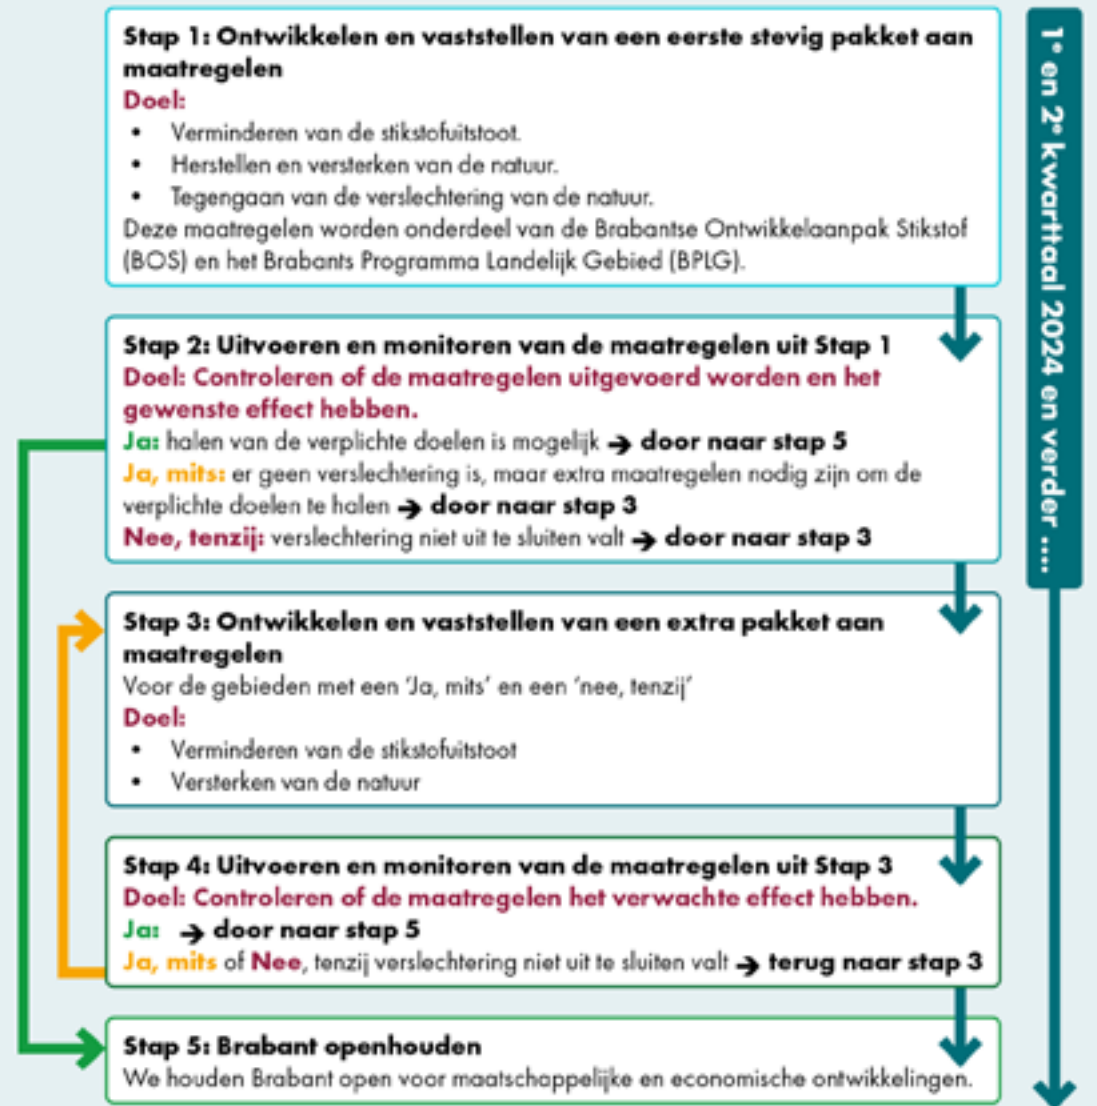 Stap 1: Ontwikkelen en vaststellen van een eerste stevig pakket aan
maatregelen
Doel:
• Verminderen van de stikstofuitstoot.
• Herstellen en versterken van de natuur.
• Tegengaan van de verslechtering van de natuur.
Deze maatregelen worden onderdeel van de Brabantse Ontwikkelaanpak Stikstof
(BOS) en het Brabants Programma Landelijk Gebied (BPLG).
Stap 2: Uitvoeren en monitoren van de maatregelen uit Stap 1
Doel: Controleren of de maatregelen uitgevoerd worden en het
gewenste effect hebben.
Ja: halen van de verplichte doelen is mogelijk → door naar stap 5
Ja, mits: er geen verslechtering is, maar extra maatregelen nodig zijn om de
verplichte doelen te halen → door naar stap 3
Nee, tenzij: verslechtering niet uit te sluiten valt → door naar stap 3
Stap 3: Ontwikkelen en vaststellen van een extra pakket aan
maatregelen
Voor de gebieden met een ‘Ja, mits’ en een ‘nee, tenzij’
Doel:
• Verminderen van de stikstofuitstoot
• Versterken van de natuur
Stap 4: Uitvoeren en monitoren van de maatregelen uit Stap 3
Doel: Controleren of de maatregelen het verwachte effect hebben.
Ja: → door naar stap 5
Ja, mits of Nee, tenzij verslechtering niet uit te sluiten valt → terug naar stap 3
Stap 5: Brabant openhouden
We houden Brabant open voor maatschappelijke en economische ontwikkelingen.
1e en 2e kwarttaal 2024 en verder ....